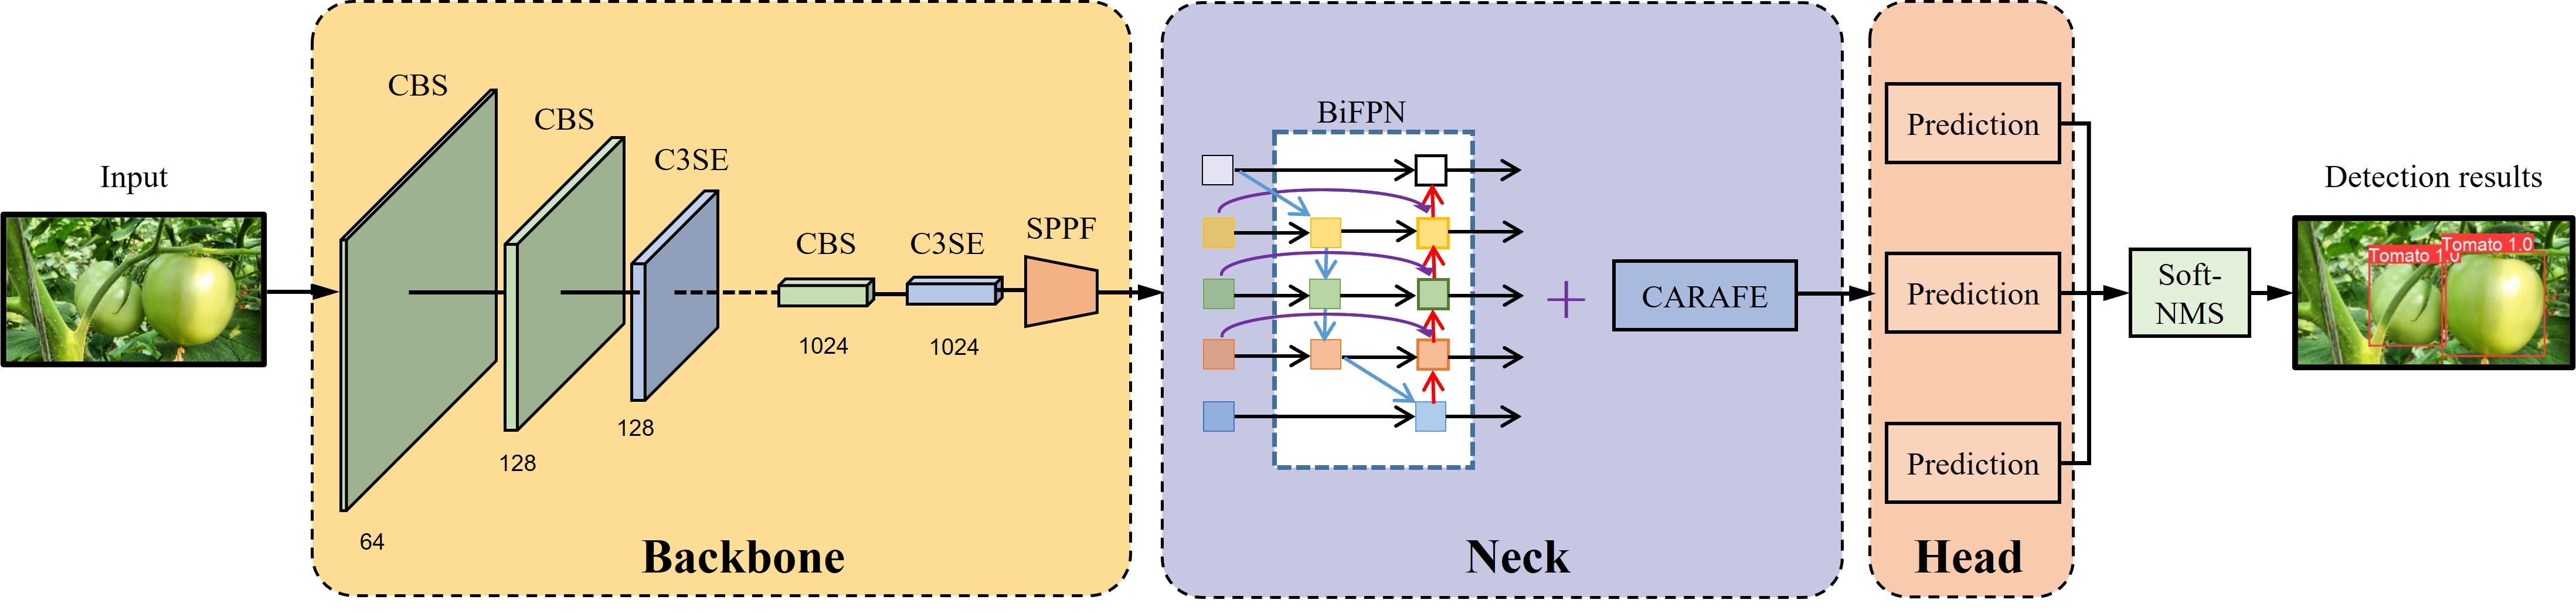 Input
CBS
64
CBS
128
C3SE
128
CBS
1024
C3SE
1024
SPPF
Backbone
BiFPN
+
CARAFE
Neck
Prediction
Prediction
Prediction
Head
Soft-
NMS
Detection results
Tomato 1.0
Tomato 1.0